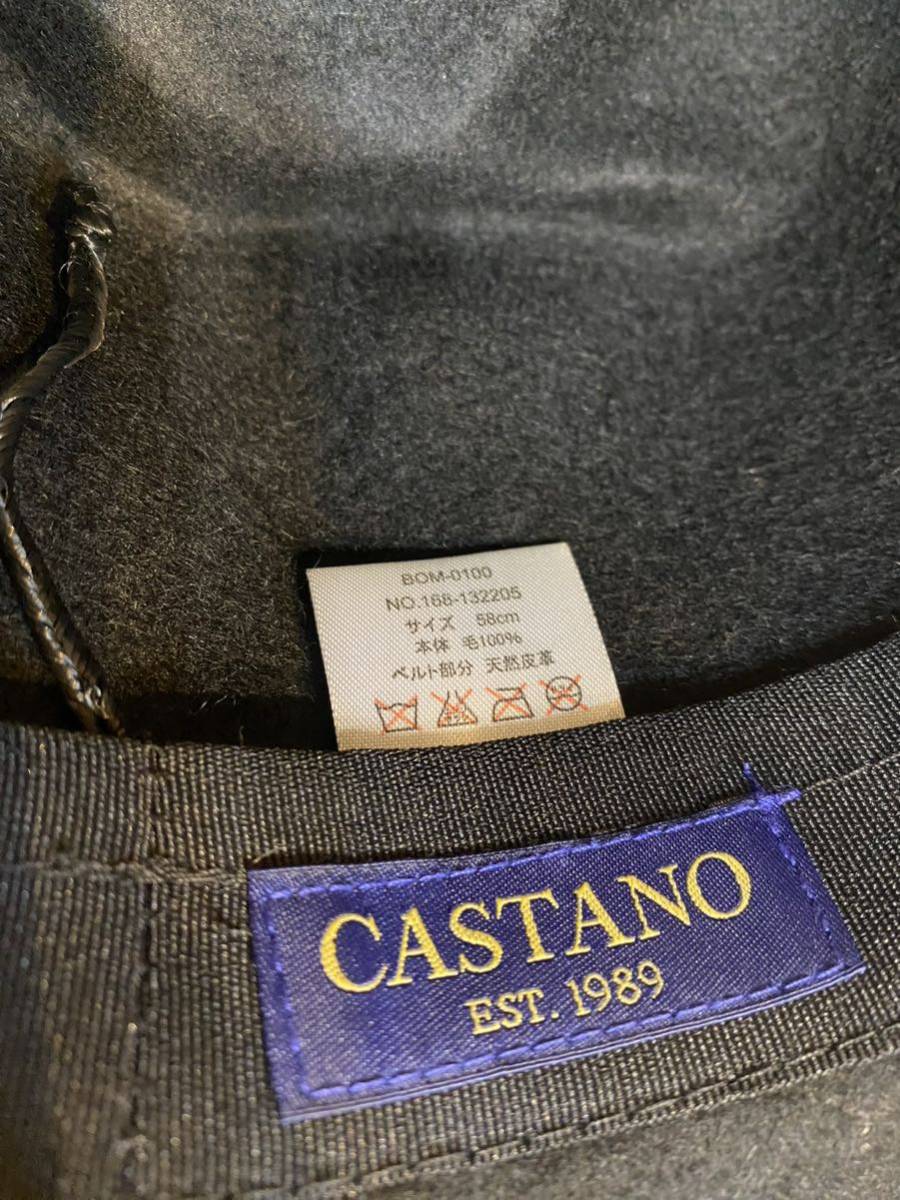 BOM-0100
NO.168-132205
サイズ 58cm
本体 毛100%
ベルト部分 天然皮革
CASTANO
EST. 1989